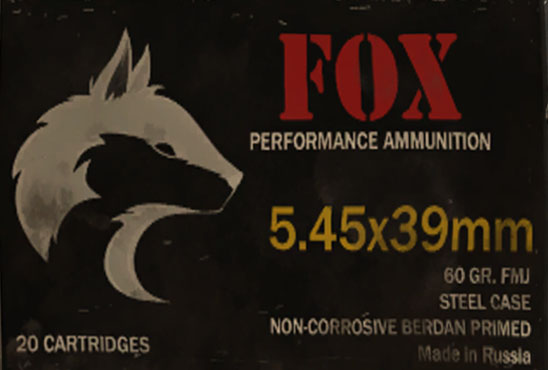 FOX
PERFORMANCE AMMUNITION
5.45x39mm
60 GR. FMJ
STEEL CASE
NON-CORROSIVE BERDAN PRIMED
20 CARTRIDGES
Made in Russia